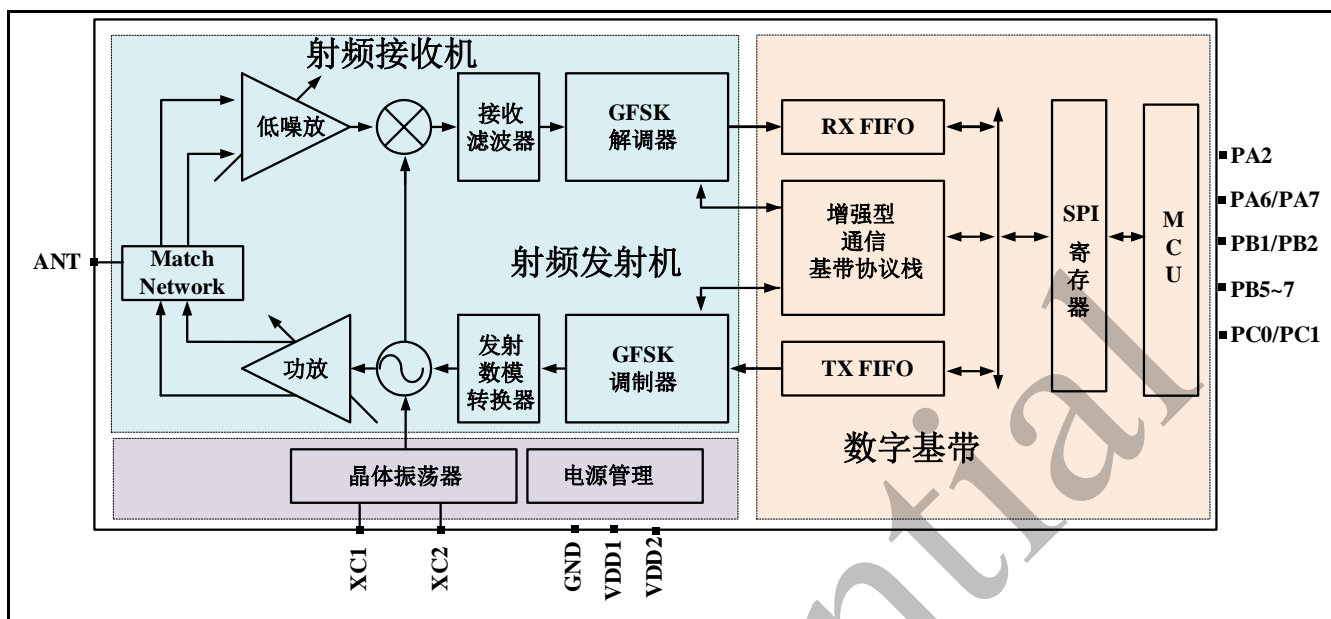 射频接收机
低噪放
接收
滤波器
GFSK
解调器
RX FIFO
增强型
通信
基带协议栈
SPI
寄
存
器
M
C
U
PA2
PA6/PA7
PB1/PB2
PB5~7
PC0/PC1
ANT
Match
Network
射频发射机
功放
发射
数模
转换器
GFSK
调制器
TX FIFO
数字基带
晶体振荡器
电源管理
XC1
XC2
GND
VDD1
VDD2
ntial